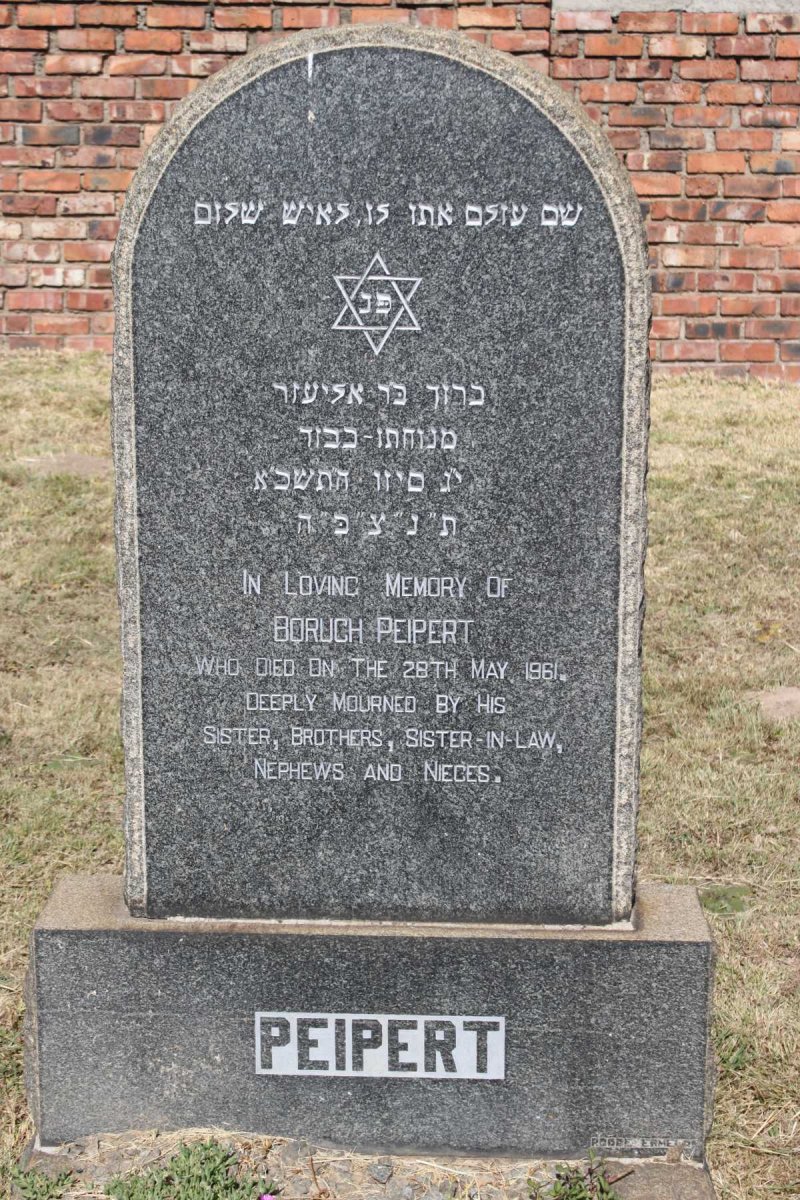 שם עולם אתן לו, לאיש שלום
פנ
ברוך בר אליעזר
מנוחתו-כבוד
י״ג סיון ה׳תשכ״א
ת״נ״צ״ב״ה
IN LOVING MEMORY OF
BORUCH PEIPERT
WHO DIED ON THE 28TH MAY 1961.
DEEPLY MOURNED BY HIS
SISTER, BROTHERS, SISTER-IN-LAW,
NEPHEWS AND NIECES.
PEIPERT